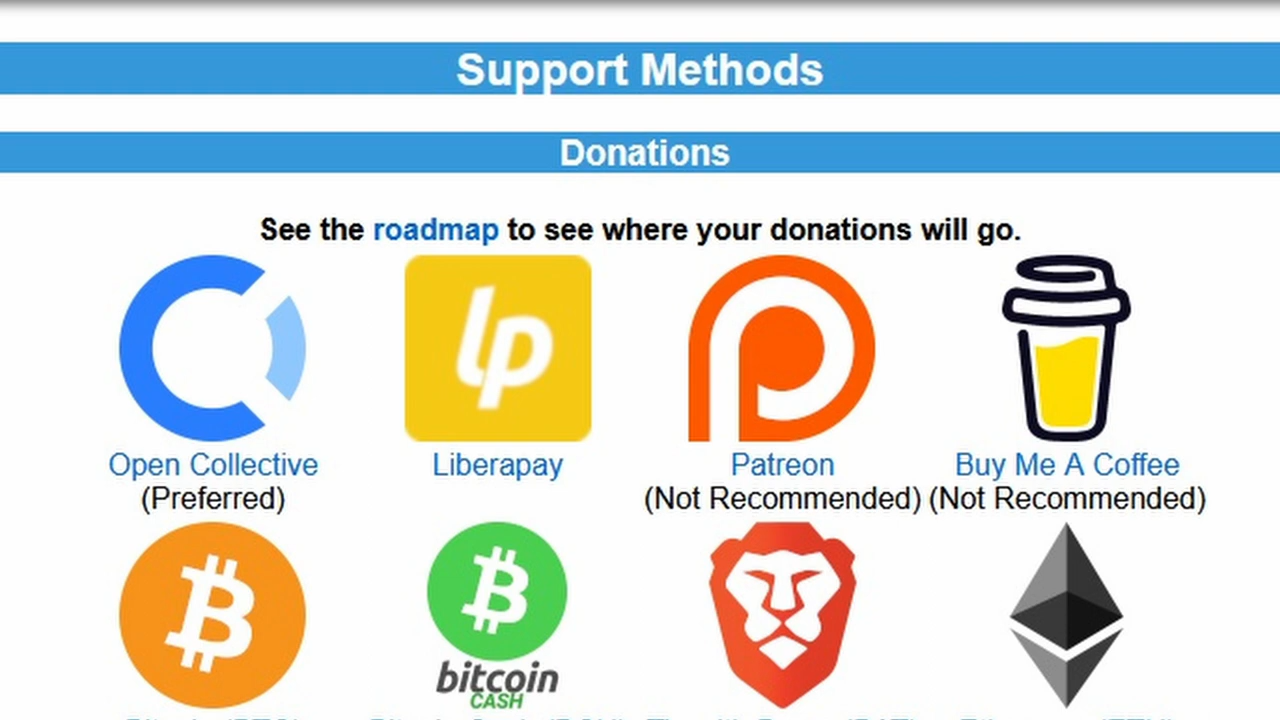 Support Methods
Donations
See the roadmap to see where your donations will go.
lp
Open Collective
Liberapay
Patreon
Buy Me A Coffee
(Preferred)
(Not Recommended)
(Not Recommended)
bitcoin
CASH